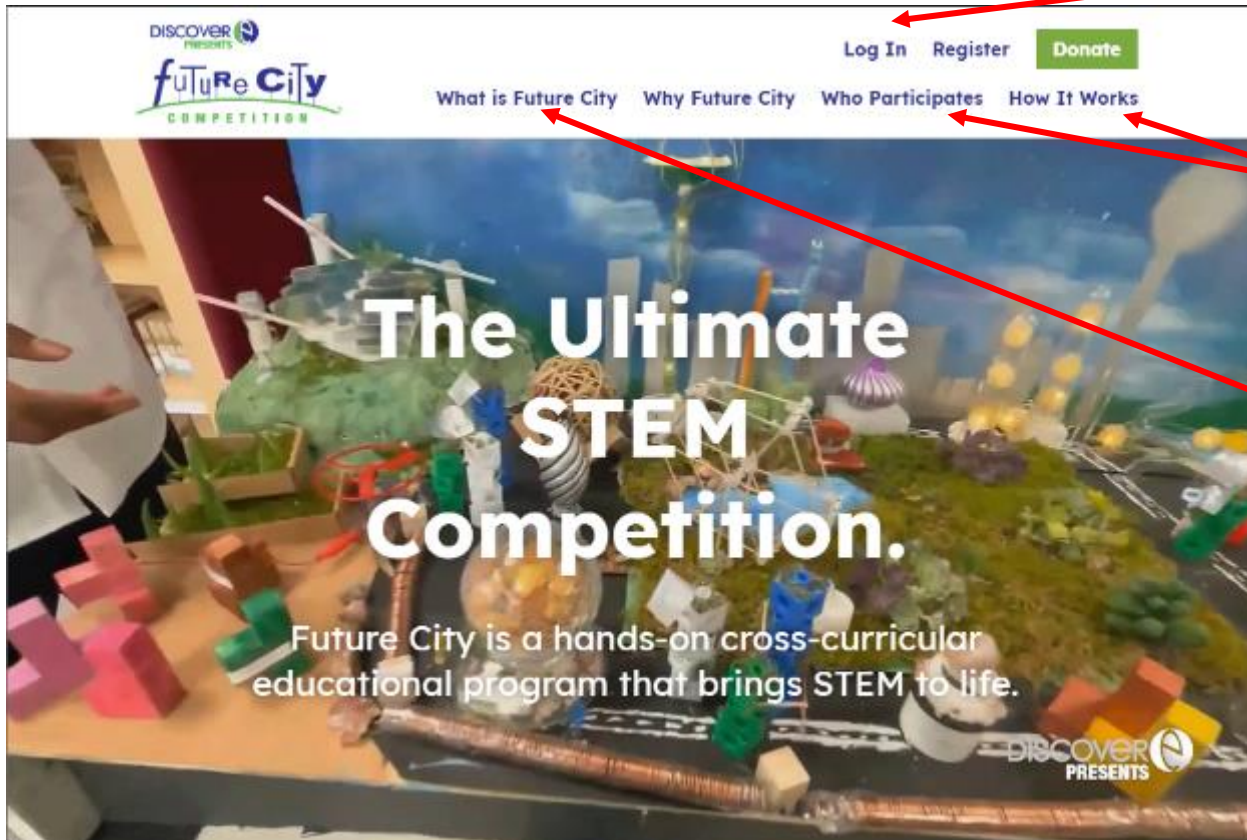 DISCOVER e
PRESENTS
future City
COMPETITION
Log In Register Donate
What is Future City Why Future City Who Participates How It Works
The Ultimate
STEM
Competition.
Future City is a hands-on cross-curricular
educational program that brings STEM to life.
DISCOVER e
PRESENTS